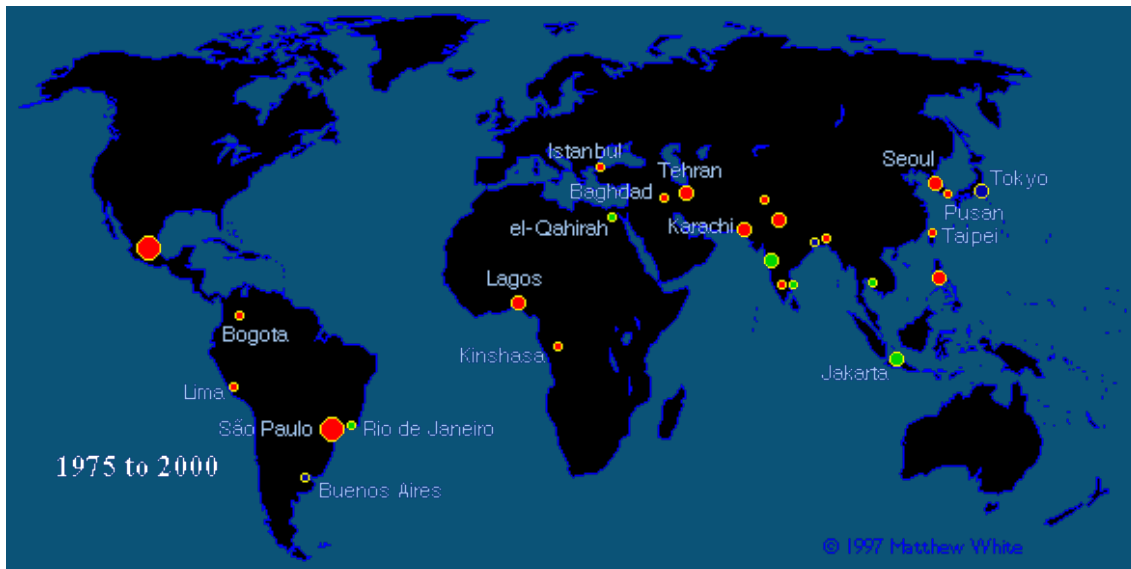 Istanbul
Seoul
Tehran
Tokyo
Baghdad
Pusan
el-Qahirah
Karachi
Taipei
Lagos
Bogota
Kinshasa
Jakarta
Lima
São Paulo
Rio de Janeiro
1975 to 2000
Buenos Aires
© 1997 Matthew White